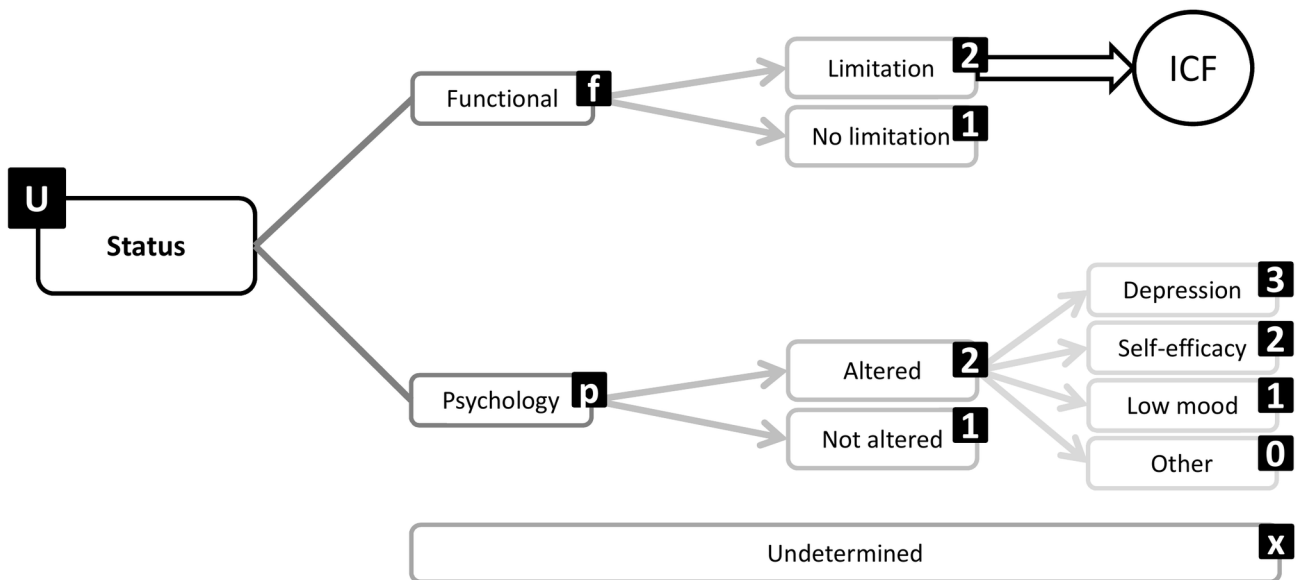 U
Status
Functional
f
Limitation
2
ICF
No limitation
1
Psychology
p
Altered
2
Not altered
1
Depression
3
Self-efficacy
2
Low mood
1
Other
0
Undetermined
x